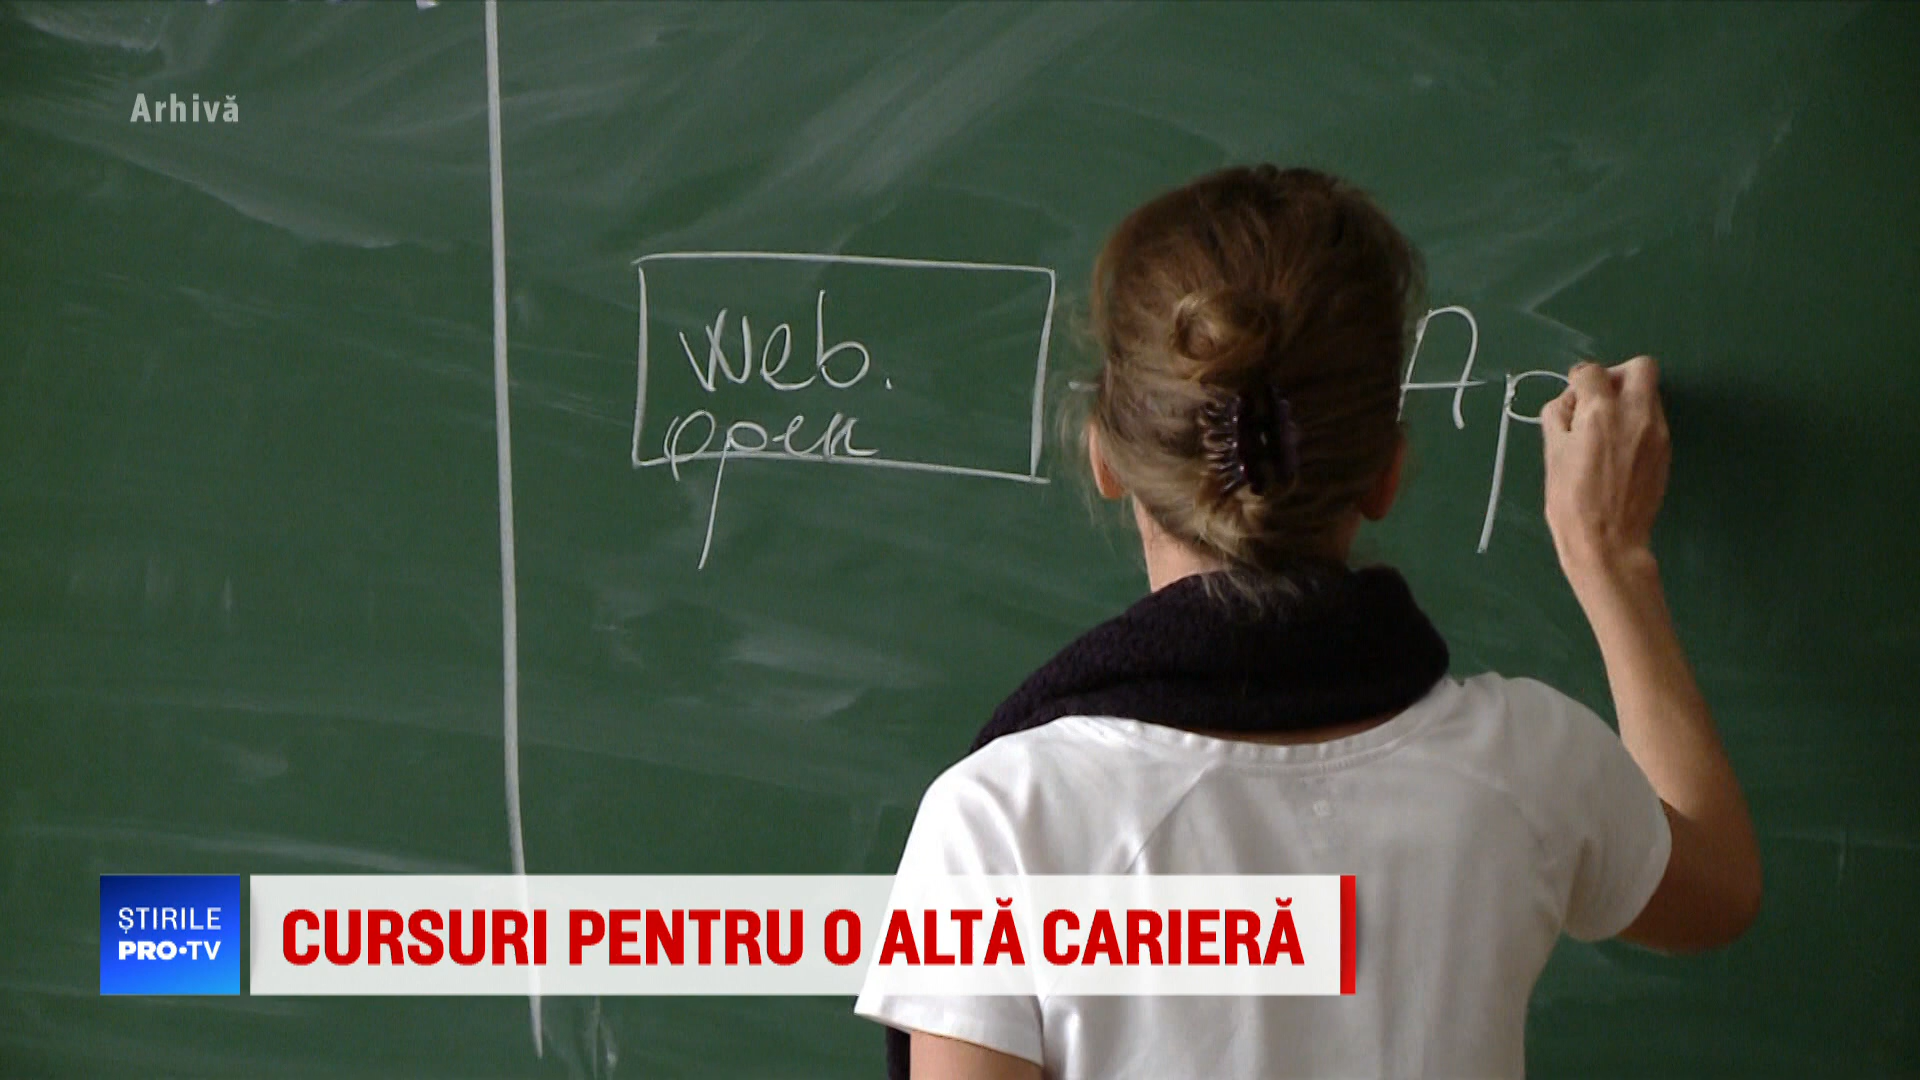 Arhivă
Web.
open
Ap
ȘTIRILE
PRO•TV
CURSURI PENTRU O ALTĂ CARIERĂ